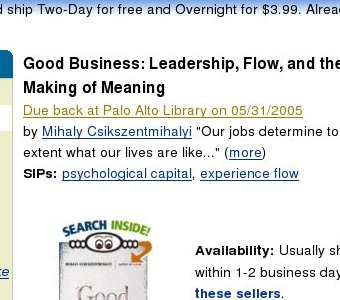 ship Two-Day for free and Overnight for $3.99. Alrea
Good Business: Leadership, Flow, and the
Making of Meaning
Due back at Palo Alto Library on 05/31/2005
by Mihaly Csikszentmihalyi "Our jobs determine to
extent what our lives are like..." (more)
SIPs: psychological capital, experience flow
SEARCH INSIDE!
MIHALY CSIKSZENTMIHALYI
Good
Availability: Usually sh
within 1-2 business day
these sellers.